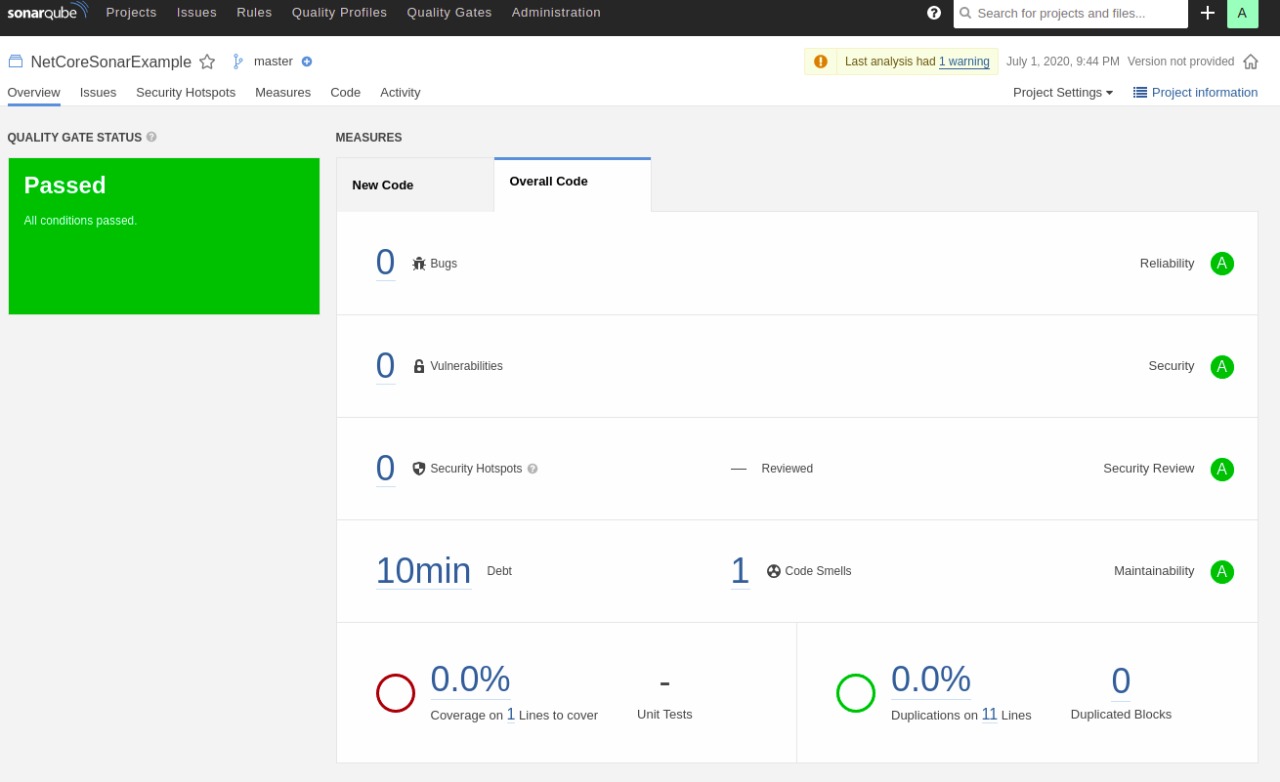 sonarqube Projects Issues Rules Quality Profiles Quality Gates Administration ? Search for projects and files... + A
NetCoreSonarExample master Last analysis had 1 warning July 1, 2020, 9:44 PM Version not provided
Overview Issues Security Hotspots Measures Code Activity Project Settings Project information
QUALITY GATE STATUS ? MEASURES
Passed
All conditions passed.
New Code Overall Code
0 Bugs Reliability A
0 Vulnerabilities Security A
0 Security Hotspots ? — Reviewed Security Review A
10min Debt 1 Code Smells Maintainability A
0.0% - 0.0% 0
Coverage on 1 Lines to cover Unit Tests Duplications on 11 Lines Duplicated Blocks